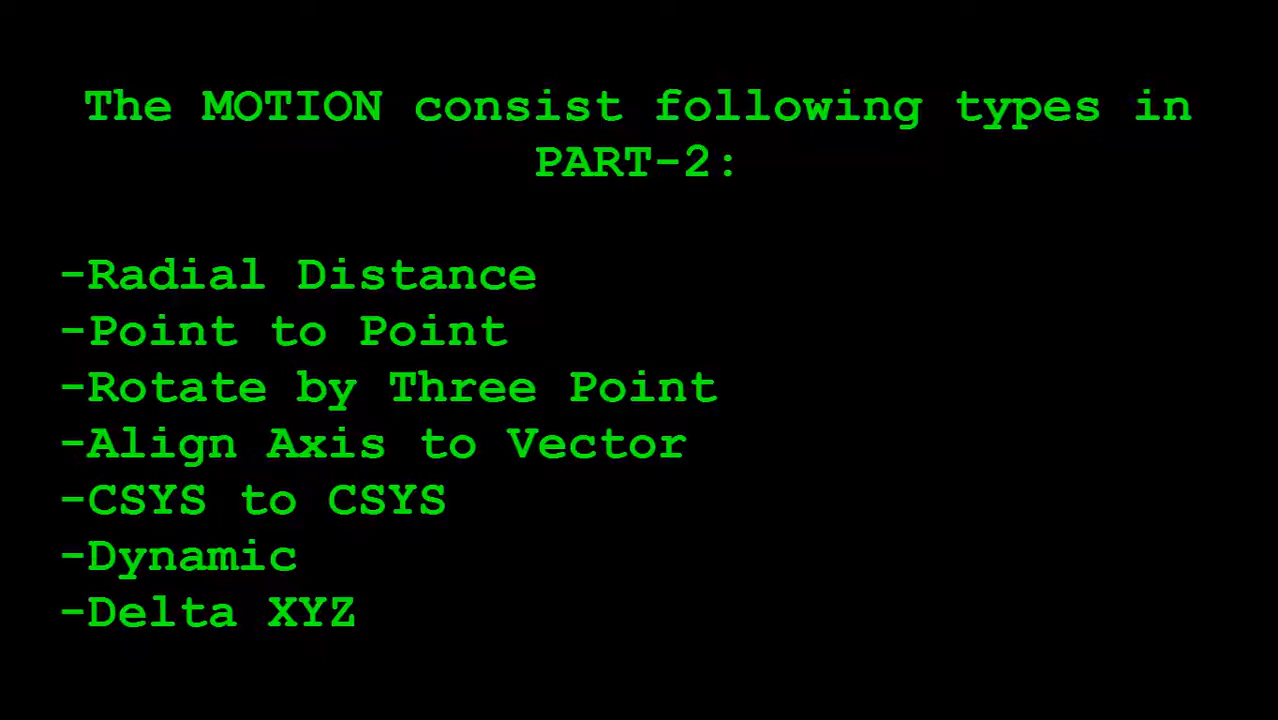 The MOTION consist following types in
PART-2:
-Radial Distance
-Point to Point
-Rotate by Three Point
-Align Axis to Vector
-CSYS to CSYS
-Dynamic
-Delta XYZ